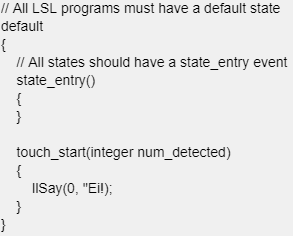 // All LSL programs must have a default state
default
{
// All states should have a state_entry event
state_entry()
{
}
touch_start(integer num_detected)
{
llSay(0, "Ei!);
}
}